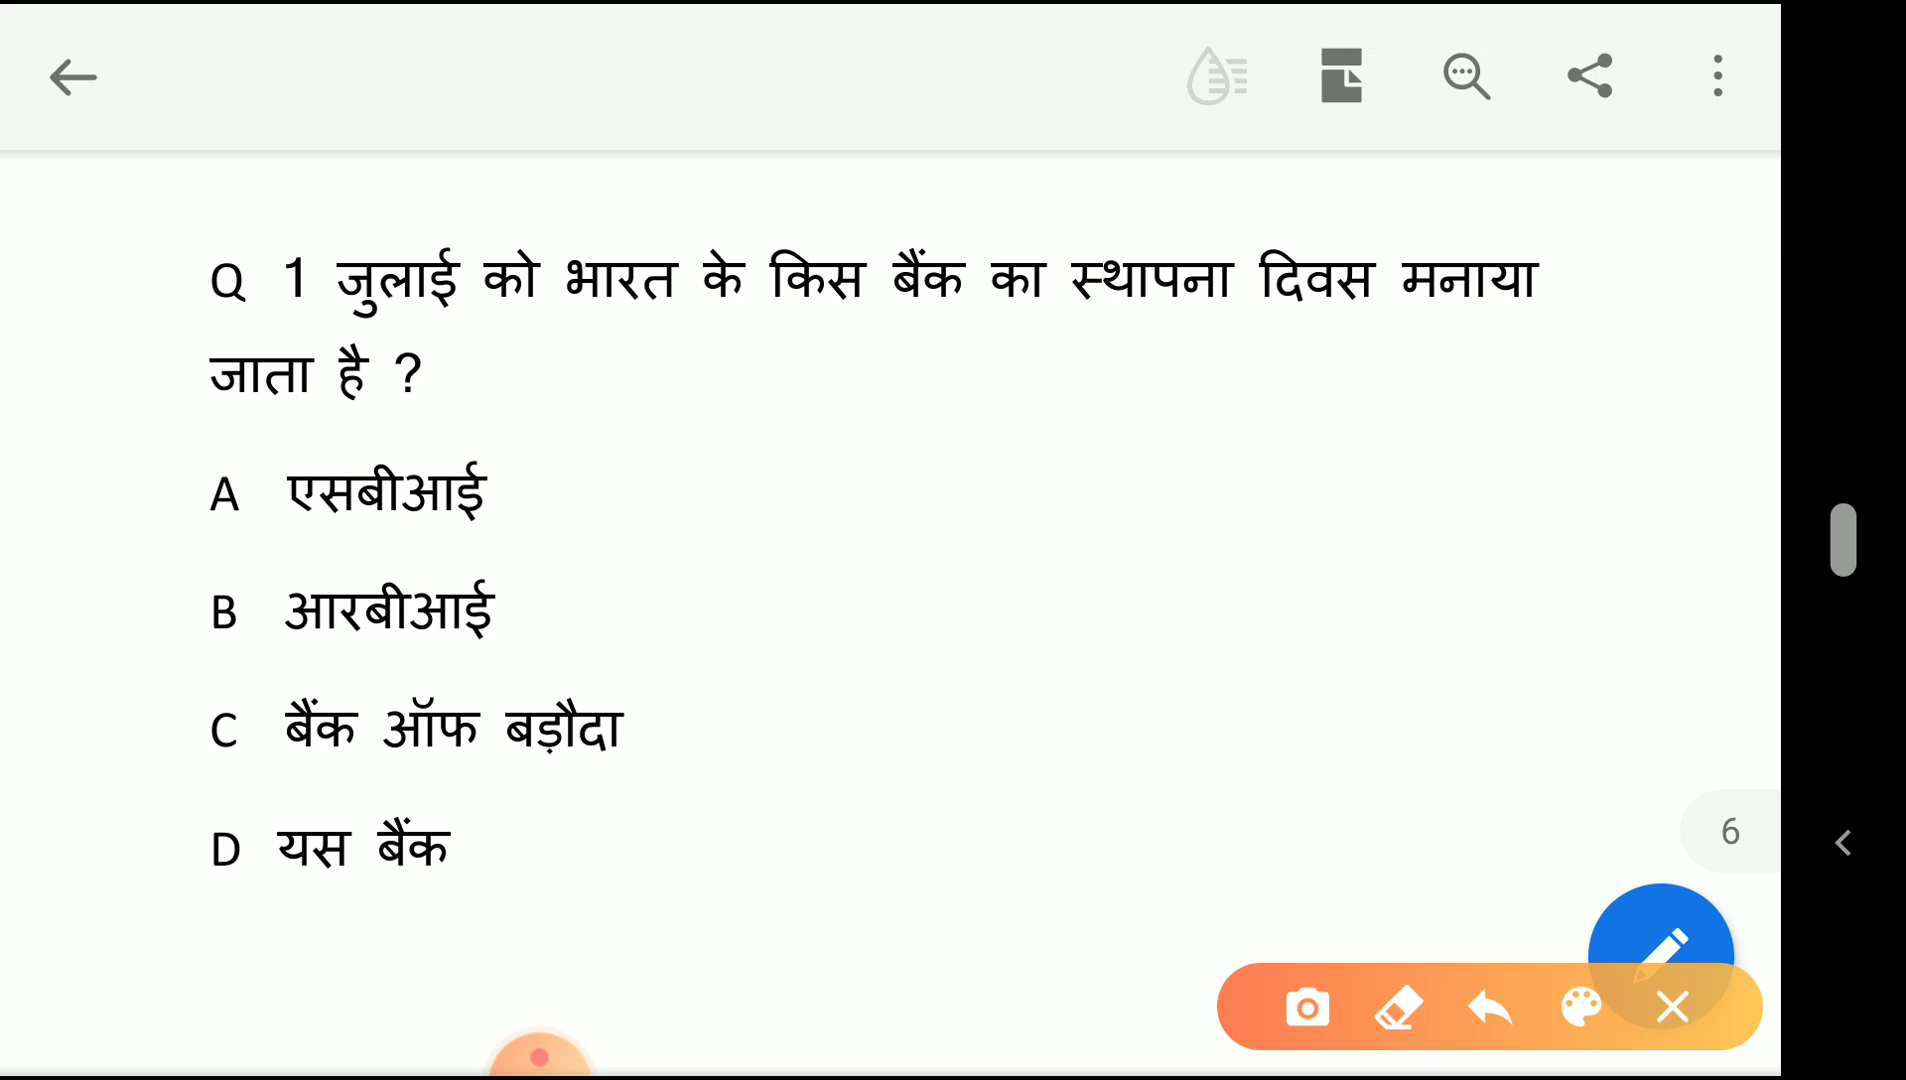 Q 1 जुलाई को भारत के किस बैंक का स्थापना दिवस मनाया
जाता है ?
A एसबीआई
B आरबीआई
C बैंक ऑफ बड़ौदा
D यस बैंक
6